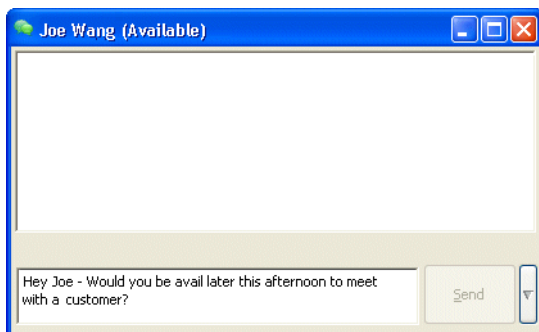 Joe Wang (Available)
Hey Joe - Would you be avail later this afternoon to meet
with a customer?
Send